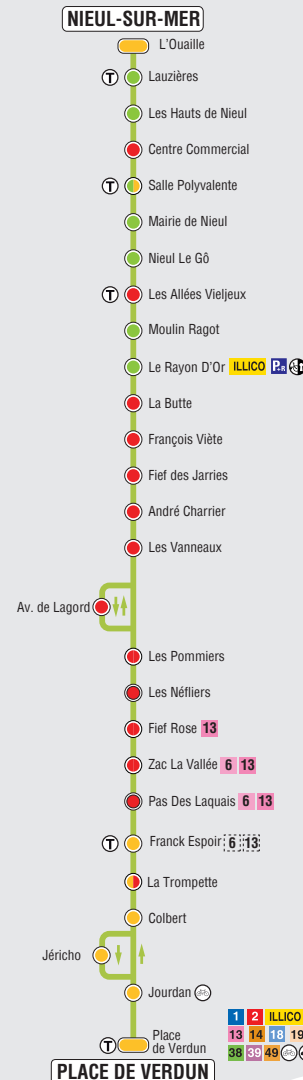 NIEUL-SUR-MER
L'Ouaille
T Lauzières
Les Hauts de Nieul
Centre Commercial
T Salle Polyvalente
Mairie de Nieul
Nieul Le Gô
T Les Allées Vieljeux
Moulin Ragot
Le Rayon D'Or ILLICO P+R
La Butte
François Viète
Fief des Jarries
André Charrier
Les Vanneaux
Av. de Lagord
Les Pommiers
Les Néfliers
Fief Rose 13
Zac La Vallée 6 13
Pas Des Laquais 6 13
T Franck Espoir 6 13
La Trompette
Colbert
Jéricho
Jourdan
T Place
de Verdun
1 2 ILLICO
13 14 18 19
38 39 49
PLACE DE VERDUN